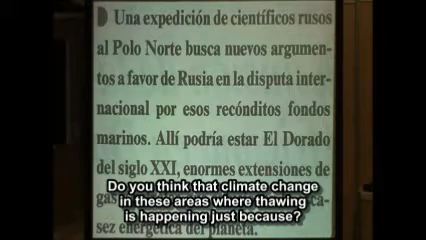 Una expedición de científicos rusos
al Polo Norte busca nuevos argumen-
tos a favor de Rusia en la disputa inter-
nacional por esos recónditos fondos
marinos. Allí podría estar El Dorado
del siglo XXI, enormes extensiones de
Do you think that climate change
in these areas where thawing
is happening just because?
sez energética del planeta.